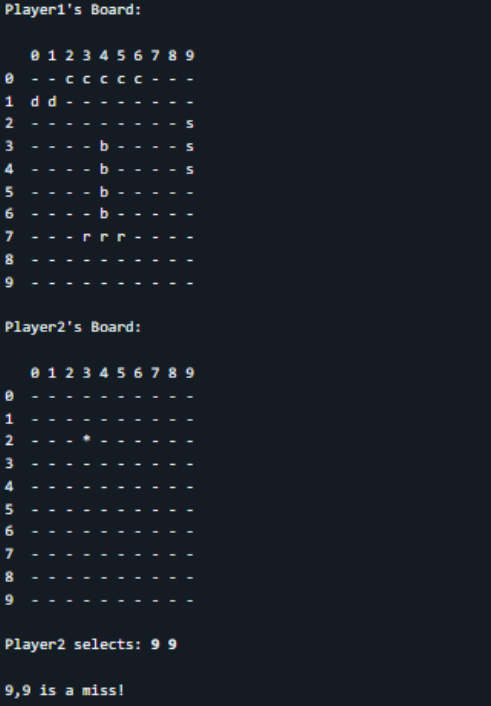 Player1's Board:
   0 1 2 3 4 5 6 7 8 9
0  - - c c c c c - - -
1  d d - - - - - - - -
2  - - - - - - - - - s
3  - - - - b - - - - s
4  - - - - b - - - - s
5  - - - - b - - - - -
6  - - - - b - - - - -
7  - - - r r r - - - -
8  - - - - - - - - - -
9  - - - - - - - - - -
Player2's Board:
   0 1 2 3 4 5 6 7 8 9
0  - - - - - - - - - -
1  - - - - - - - - - -
2  - - - * - - - - - -
3  - - - - - - - - - -
4  - - - - - - - - - -
5  - - - - - - - - - -
6  - - - - - - - - - -
7  - - - - - - - - - -
8  - - - - - - - - - -
9  - - - - - - - - - -
Player2 selects: 9 9
9,9 is a miss!